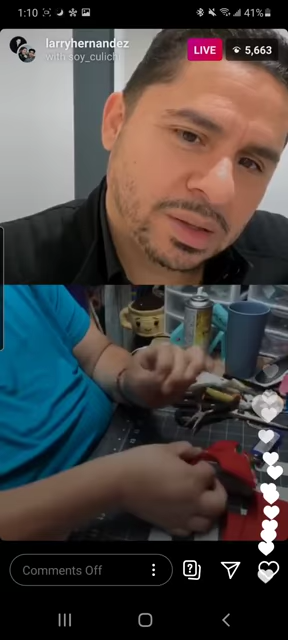 1:10
41%
larryhernandez
LIVE
5,663
with soy_culichi
Comments Off